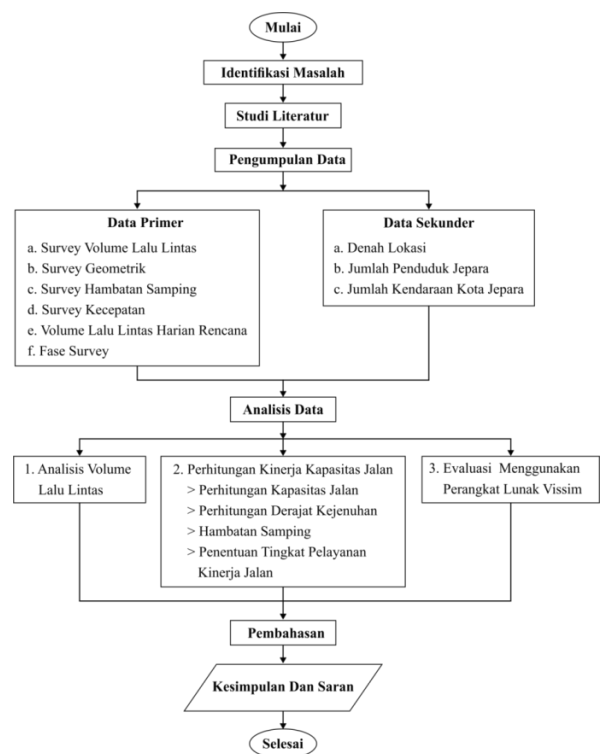 Mulai
Identifikasi Masalah
Studi Literatur
Pengumpulan Data
Data Primer
a. Survey Volume Lalu Lintas
b. Survey Geometrik
c. Survey Hambatan Samping
d. Survey Kecepatan
e. Volume Lalu Lintas Harian Rencana
f. Fase Survey
Data Sekunder
a. Denah Lokasi
b. Jumlah Penduduk Jepara
c. Jumlah Kendaraan Kota Jepara
Analisis Data
1. Analisis Volume
Lalu Lintas
2. Perhitungan Kinerja Kapasitas Jalan
> Perhitungan Kapasitas Jalan
> Perhitungan Derajat Kejenuhan
> Hambatan Samping
> Penentuan Tingkat Pelayanan
Kinerja Jalan
3. Evaluasi Menggunakan
Perangkat Lunak Vissim
Pembahasan
Kesimpulan Dan Saran
Selesai